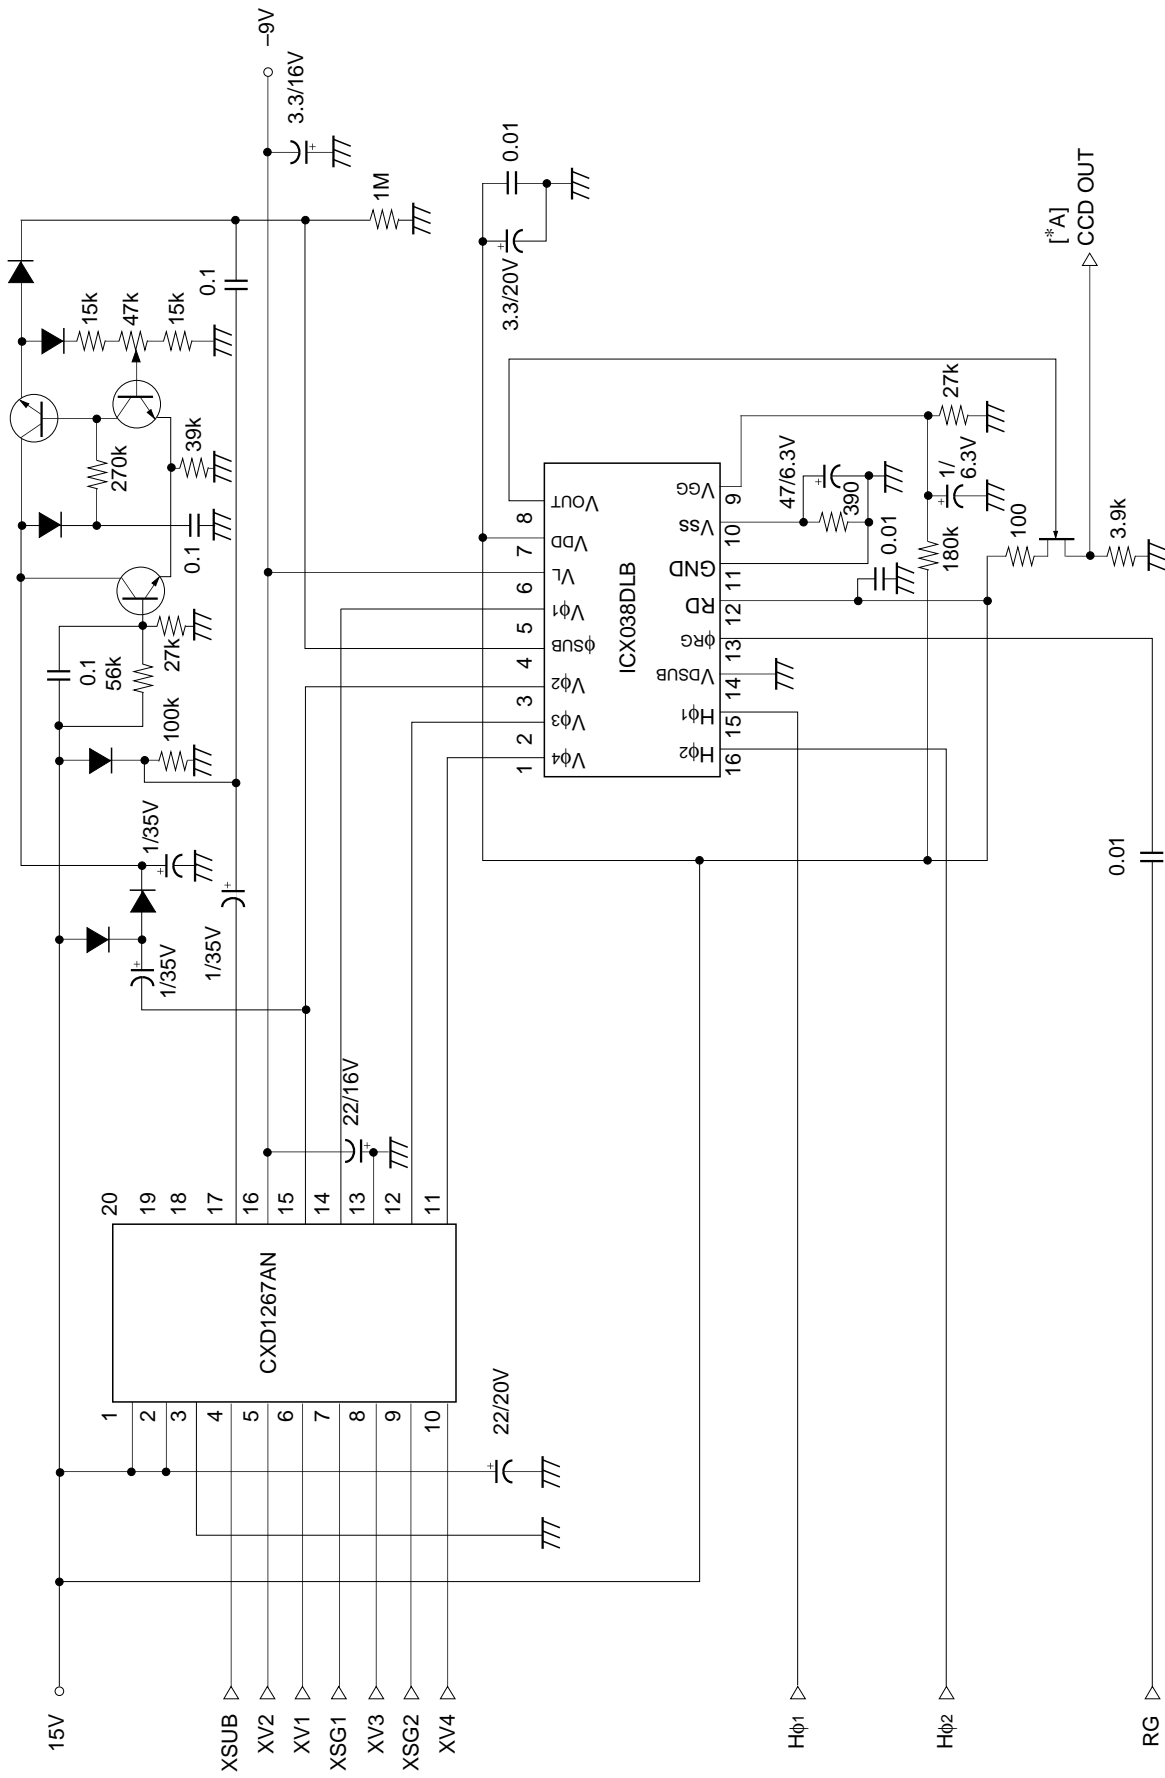 15V
XSUB
XV2
XV1
XSG1
XV3
XSG2
XV4
Hφ1
Hφ2
RG
22/20V
1
2
3
4
5
6
7
8
9
10
CXD1267AN
20
19
18
17
16
15
14
13
12
11
22/16V
1/35V
1/35V
1/35V
100k
56k
0.1
27k
0.1
270k
39k
15k
47k
15k
0.1
1M
3.3/16V
–9V
1
2
3
4
5
6
7
8
Vφ4
Vφ3
Vφ2
φSUB
Vφ1
VL
VDD
VOUT
ICX038DLB
Hφ2
Hφ1
VDSUB
φRG
RD
GND
VSS
VGG
16
15
14
13
12
11
10
9
3.3/20V
0.01
47/6.3V
390
0.01
180k
1/
6.3V
27k
100
3.9k
0.01
[*A]
CCD OUT